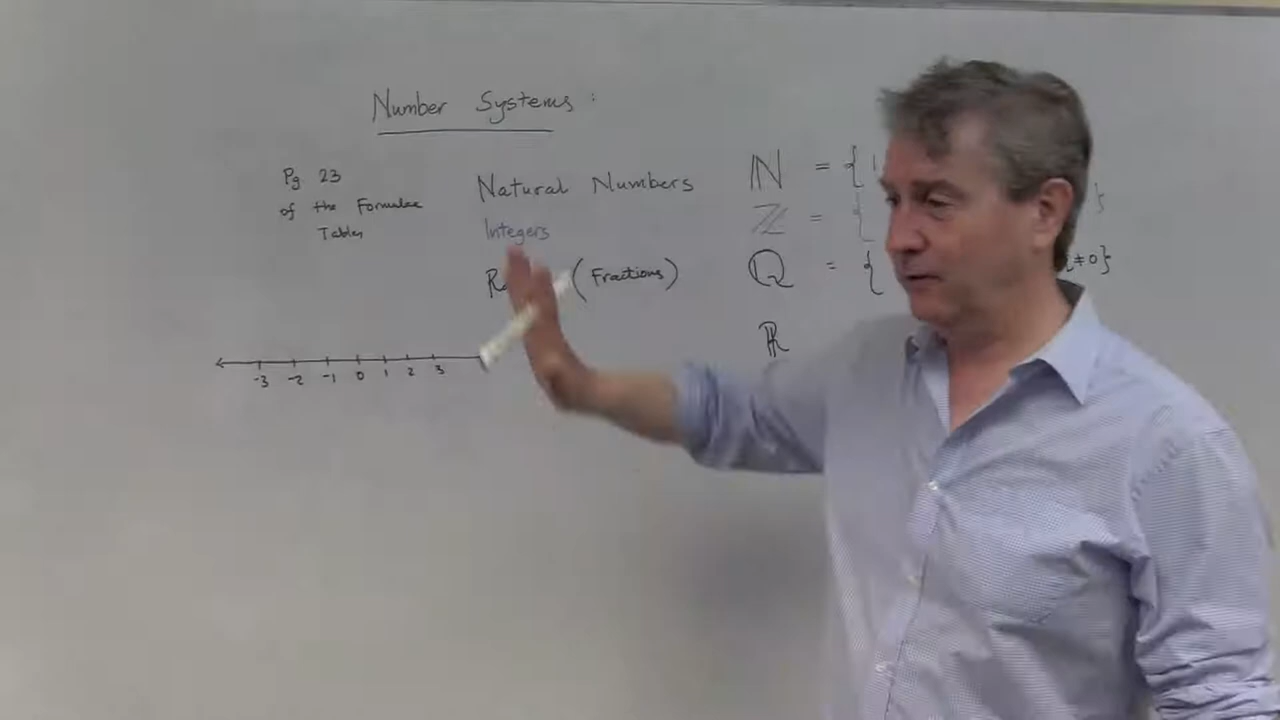 Number Systems:
Pg 23
of the Formulae
Tables
Natural Numbers ℕ = {1
Integers ℤ = { }
(Fractions) ℚ = { ≠0}
ℝ
-3 -2 -1 0 1 2 3